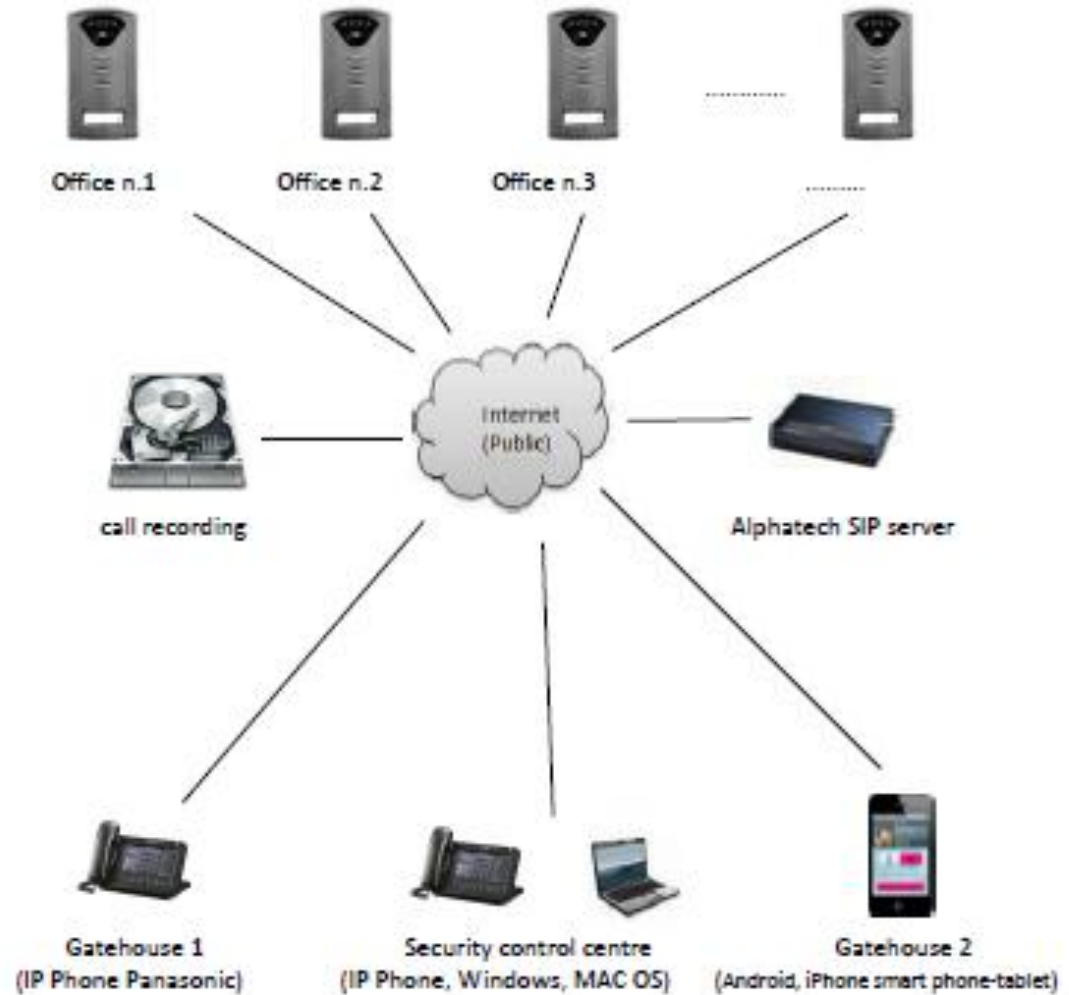 Office n.1
Office n.2
Office n.3
...............
..........
Internet
(Public)
call recording
Alphatech SIP server
Gatehouse 1
(IP Phone Panasonic)
Security control centre
(IP Phone, Windows, MAC OS)
Gatehouse 2
(Android, iPhone smart phone-tablet)